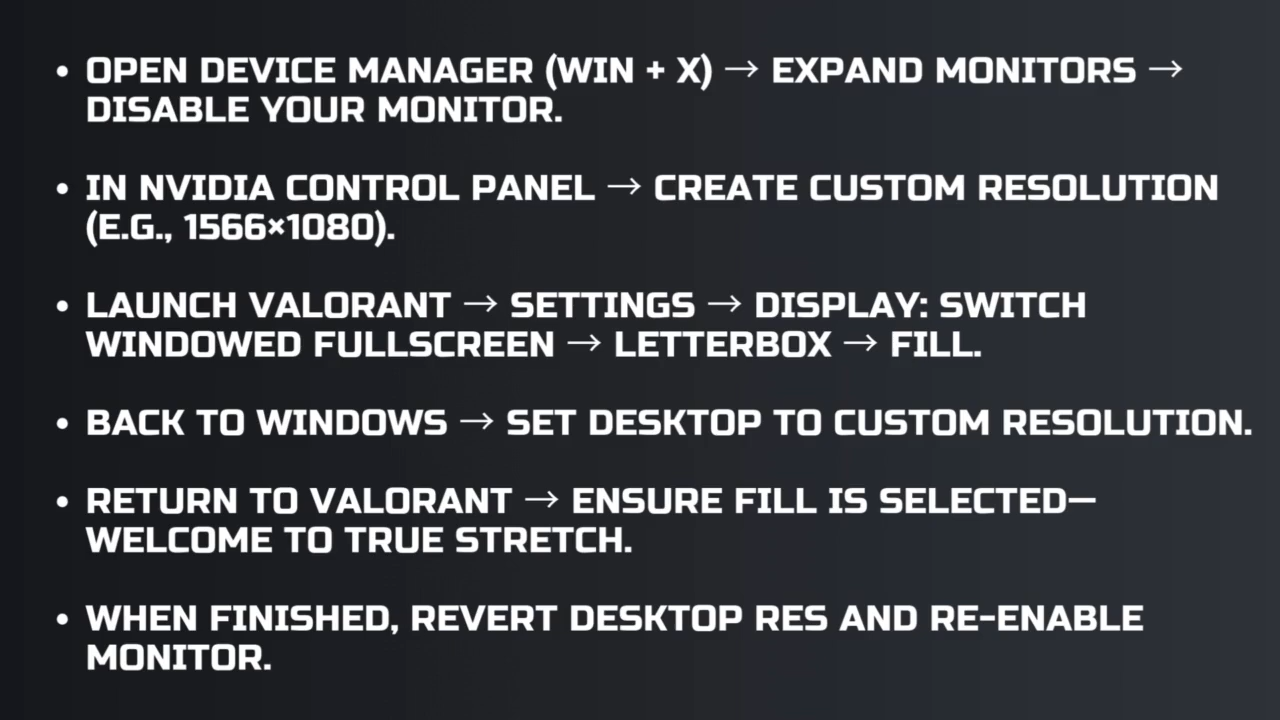 • OPEN DEVICE MANAGER (WIN + X) → EXPAND MONITORS →
DISABLE YOUR MONITOR.
• IN NVIDIA CONTROL PANEL → CREATE CUSTOM RESOLUTION
(E.G., 1566×1080).
• LAUNCH VALORANT → SETTINGS → DISPLAY: SWITCH
WINDOWED FULLSCREEN → LETTERBOX → FILL.
• BACK TO WINDOWS → SET DESKTOP TO CUSTOM RESOLUTION.
• RETURN TO VALORANT → ENSURE FILL IS SELECTED—
WELCOME TO TRUE STRETCH.
• WHEN FINISHED, REVERT DESKTOP RES AND RE-ENABLE
MONITOR.